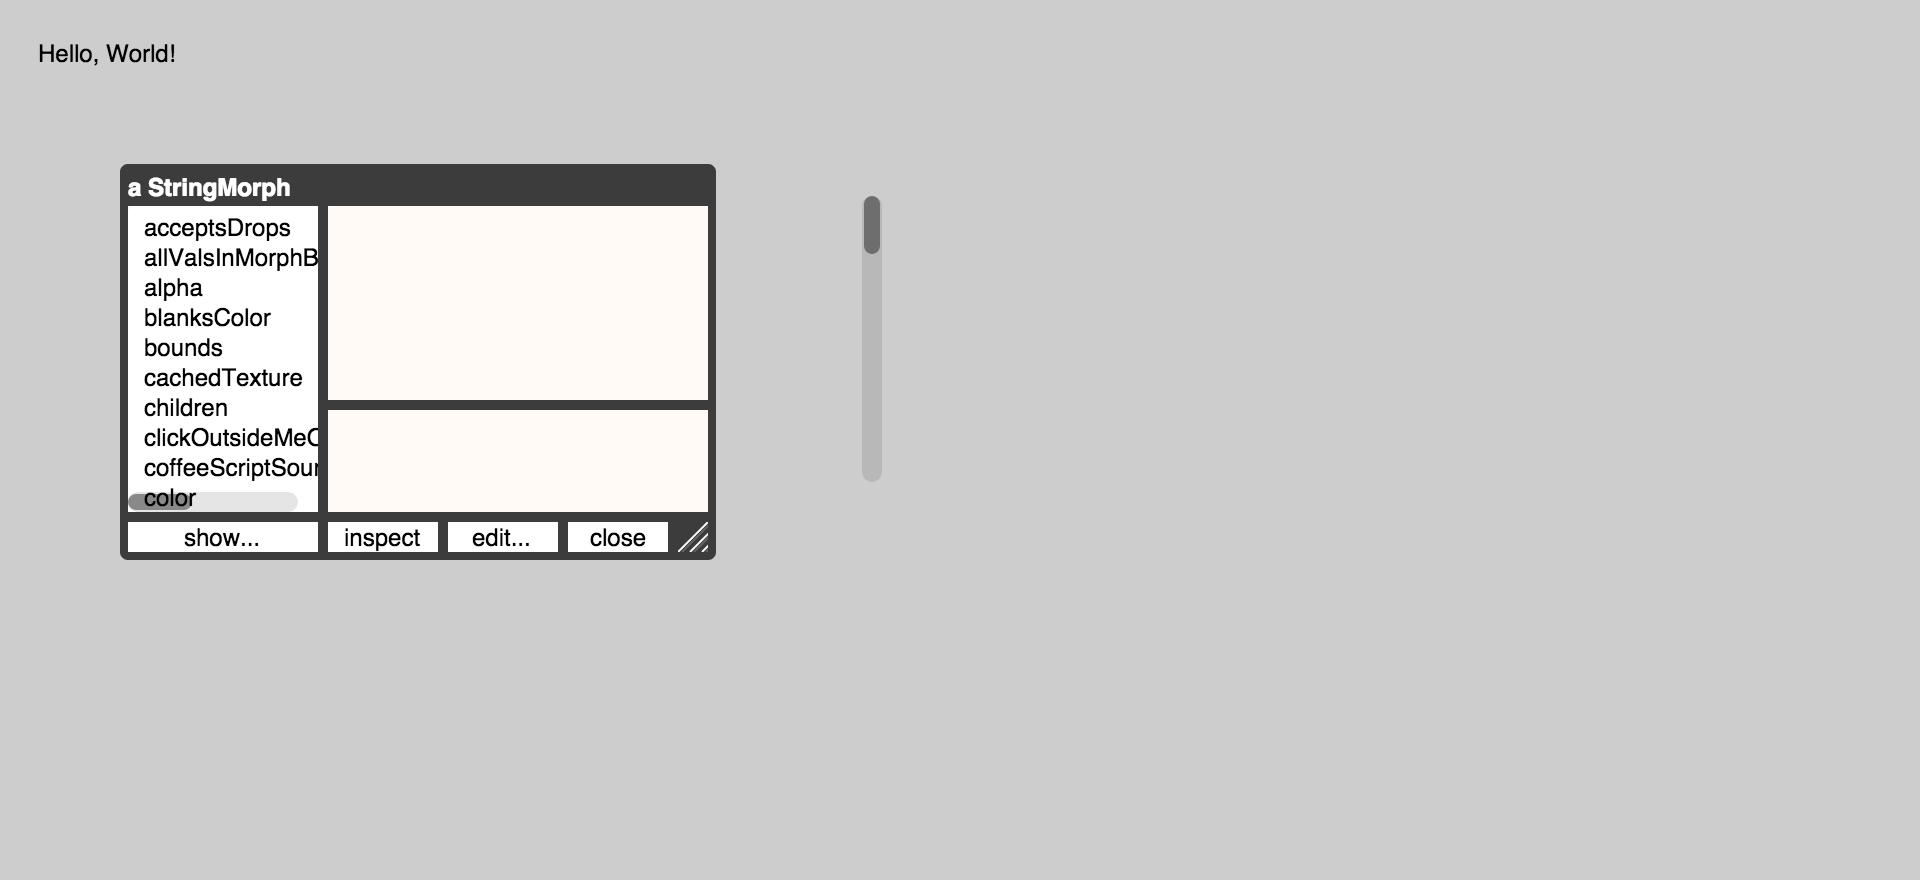 Hello, World!
a StringMorph
acceptsDrops
allValsInMorphB
alpha
blanksColor
bounds
cachedTexture
children
clickOutsideMeC
coffeeScriptSour
color
show...
inspect
edit...
close